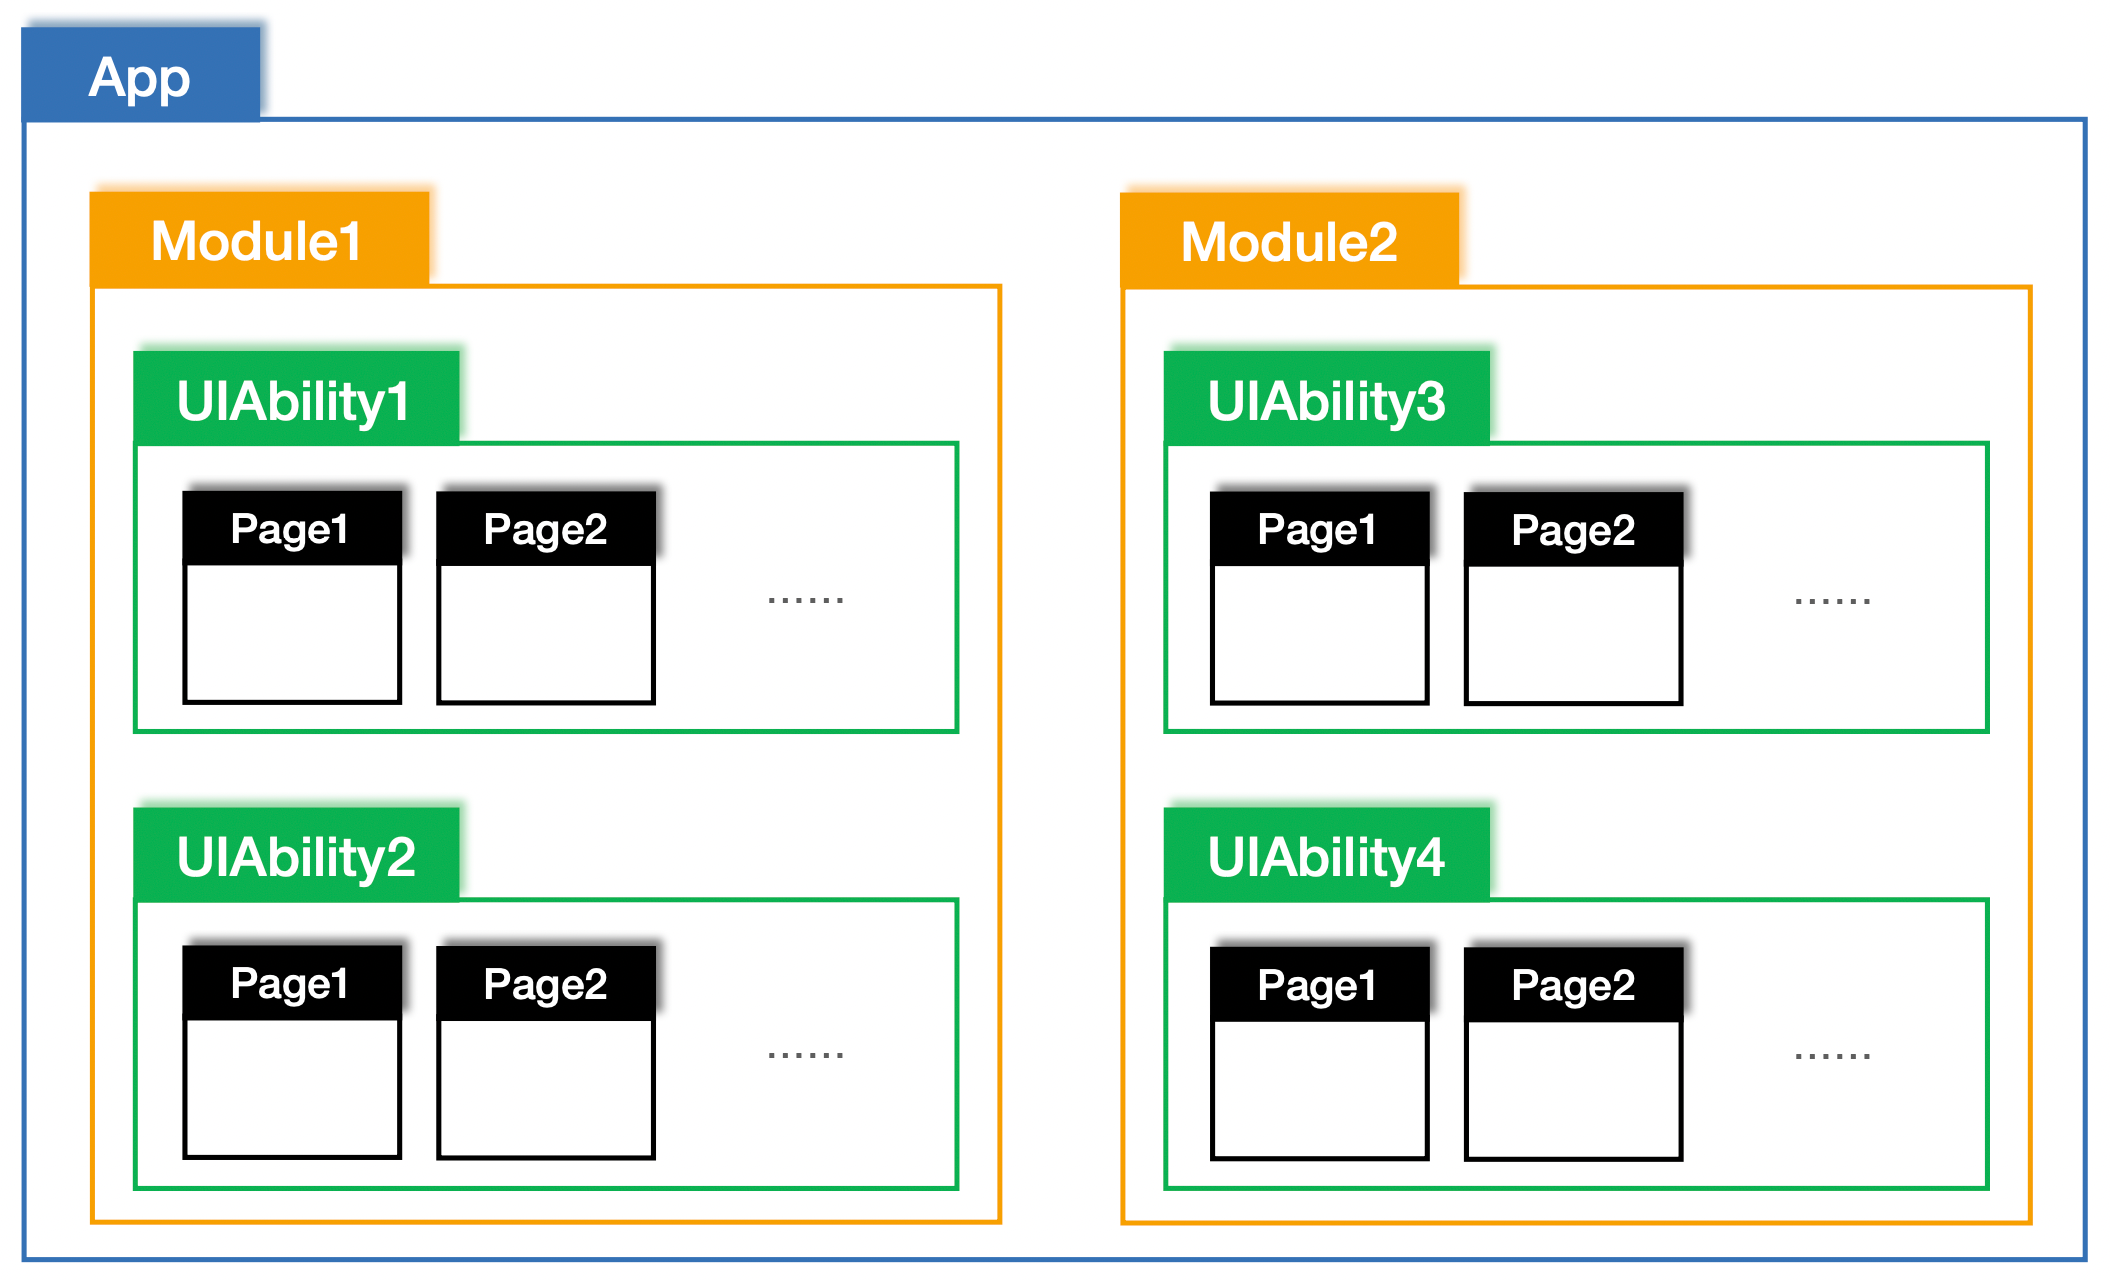 App
Module1
UIAbility1
Page1
Page2
......
UIAbility2
Page1
Page2
......
Module2
UIAbility3
Page1
Page2
......
UIAbility4
Page1
Page2
......